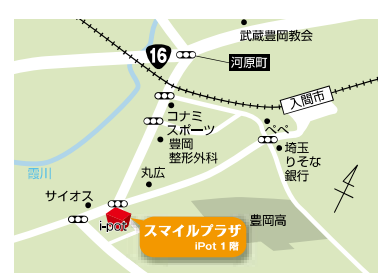 武蔵豊岡教会
16
河原町
入間市
コナミ
スポーツ
ペペ
豊岡
整形外科
埼玉
りそな
銀行
霞川
丸広
サイオス
i-pot
スマイルプラザ
iPot 1階
豊岡高